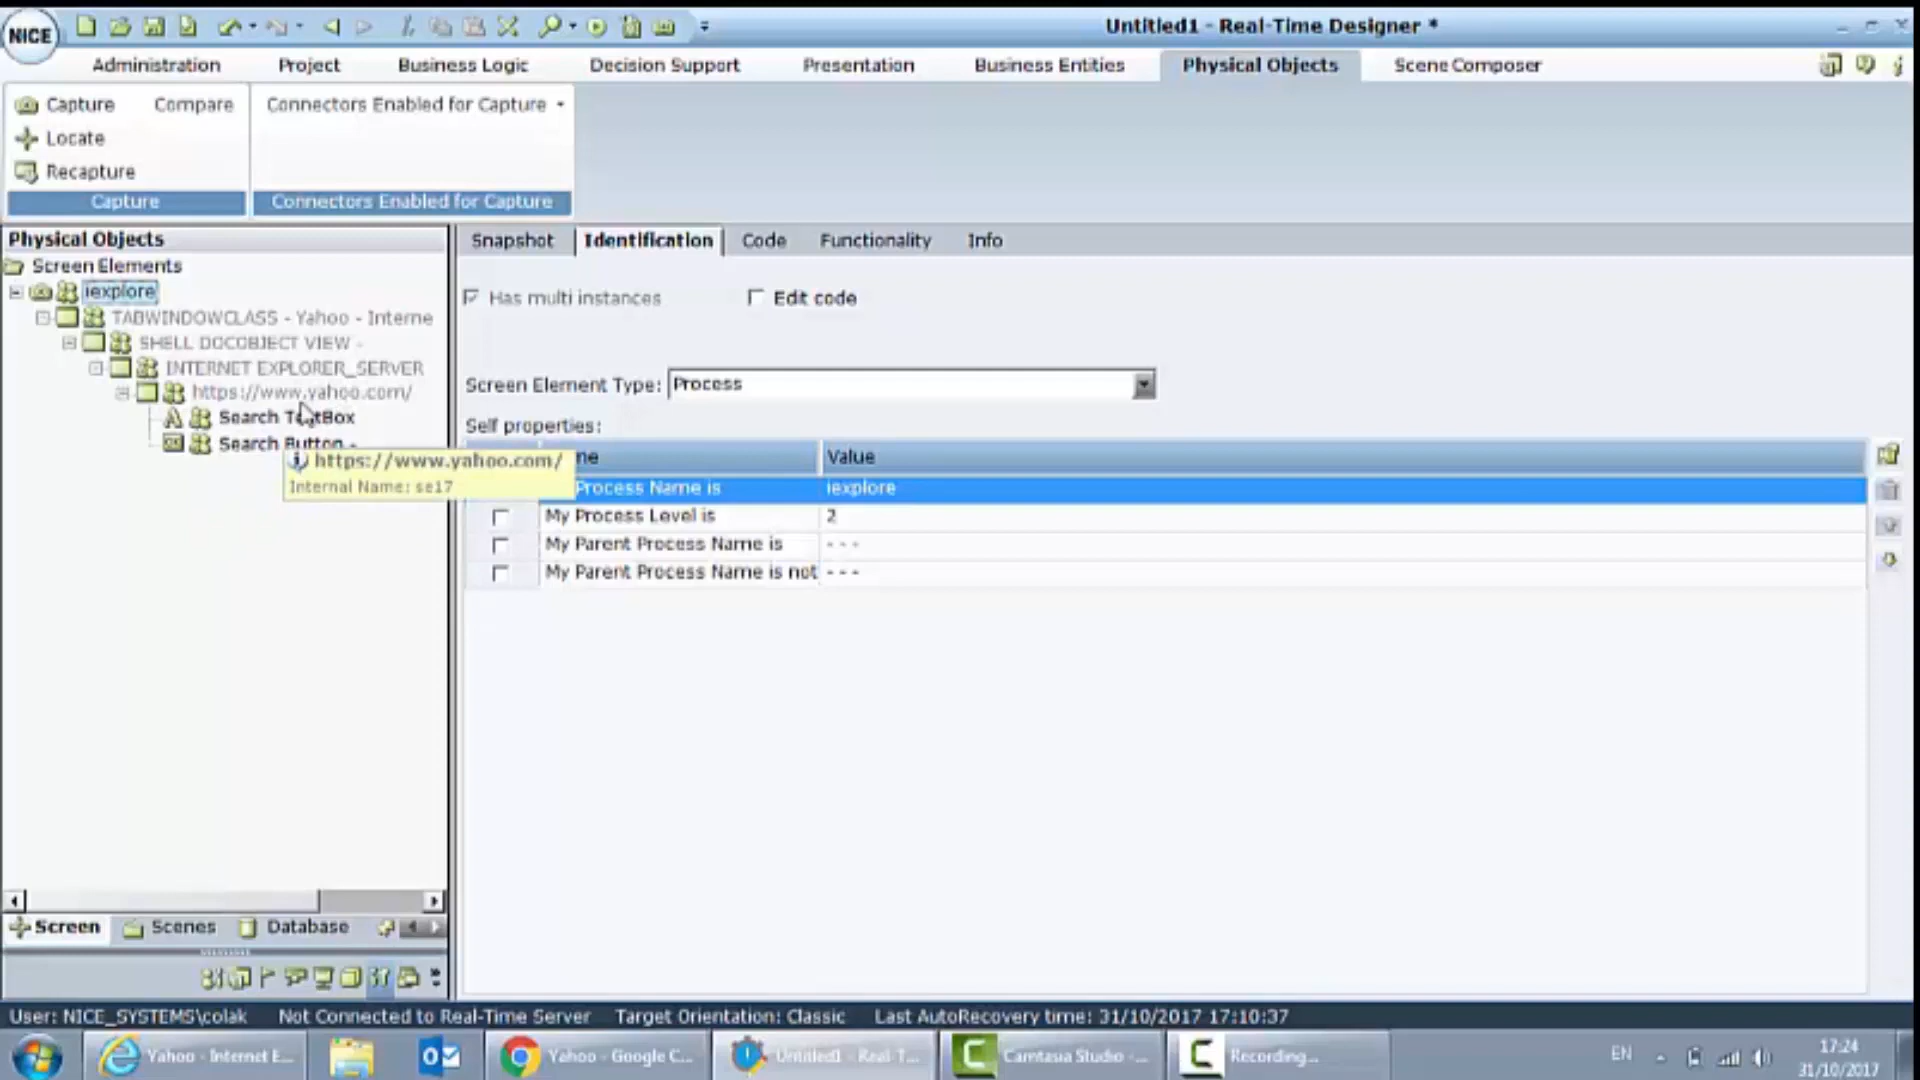 NICE
Untitled1 - Real-Time Designer *
Administration Project Business Logic Decision Support Presentation Business Entities Physical Objects Scene Composer
Capture Compare Connectors Enabled for Capture
Locate
Recapture
Capture Connectors Enabled for Capture
Physical Objects
Screen Elements
iexplore
TABWINDOWCLASS - Yahoo - Interne
SHELL DOCOBJECT VIEW -
INTERNET EXPLORER_SERVER
https://www.yahoo.com/
Search TextBox
Search Button -
https://www.yahoo.com/
Internal Name: se17
Snapshot Identification Code Functionality Info
Has multi instances Edit code
Screen Element Type: Process
Self properties:
me Value
Process Name is iexplore
My Process Level is 2
My Parent Process Name is - - -
My Parent Process Name is not - - -
Screen Scenes Database
User: NICE_SYSTEMS\colak Not Connected to Real-Time Server Target Orientation: Classic Last AutoRecovery time: 31/10/2017 17:10:37
Yahoo - Internet E... Yahoo - Google C... Untitled1 - Real-T... Camtasia Studio -... Recording...
EN
17:24
31/10/2017